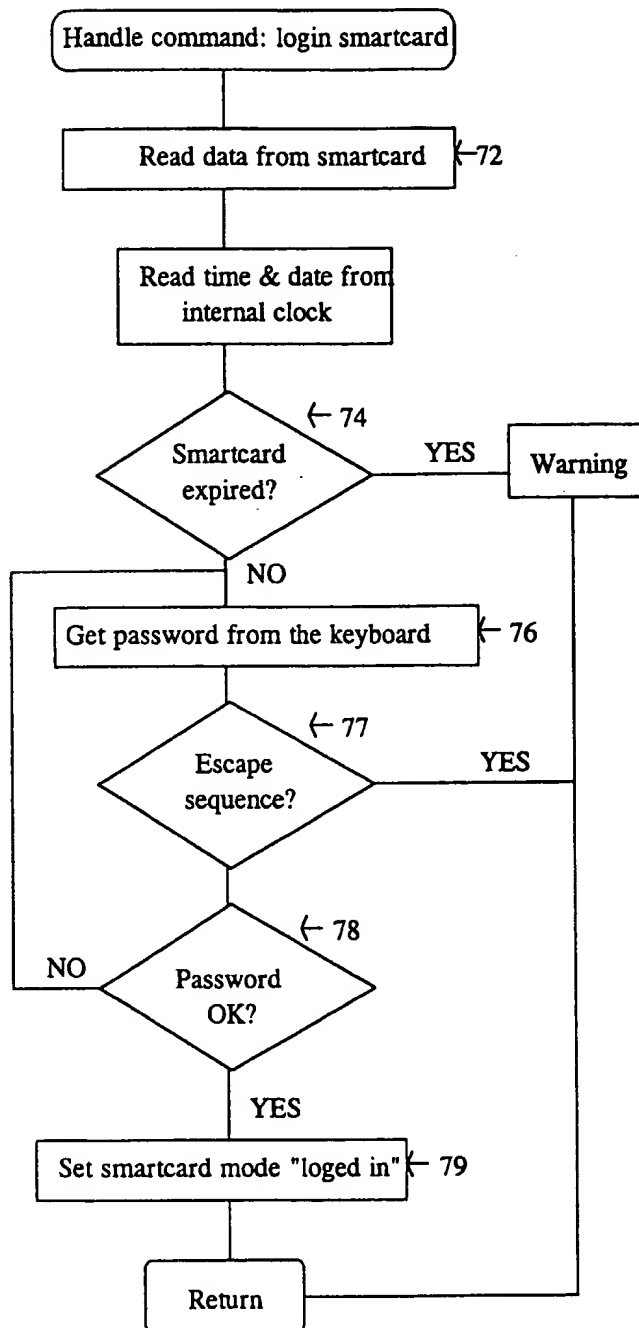 Handle command: login smartcard
Read data from smartcard
←72
Read time & date from
internal clock
← 74
Smartcard
expired?
YES
Warning
NO
Get password from the keyboard
← 76
← 77
Escape
sequence?
YES
← 78
NO
Password
OK?
YES
Set smartcard mode "loged in"
← 79
Return